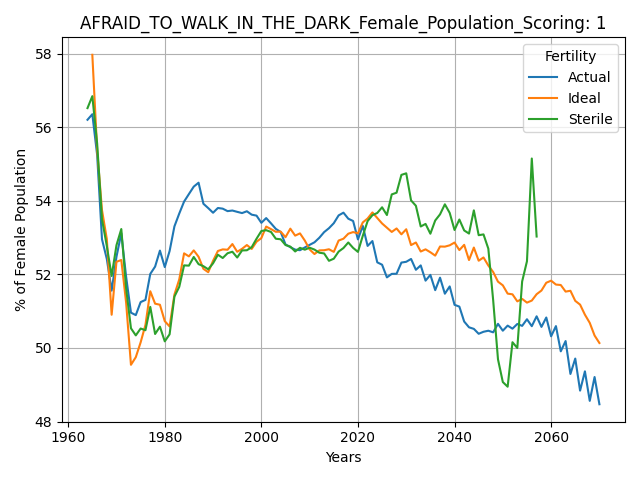 AFRAID_TO_WALK_IN_THE_DARK_Female_Population_Scoring: 1
Fertility
Actual
Ideal
Sterile
% of Female Population
58
56
54
52
50
48
1960
1980
2000
2020
2040
2060
Years